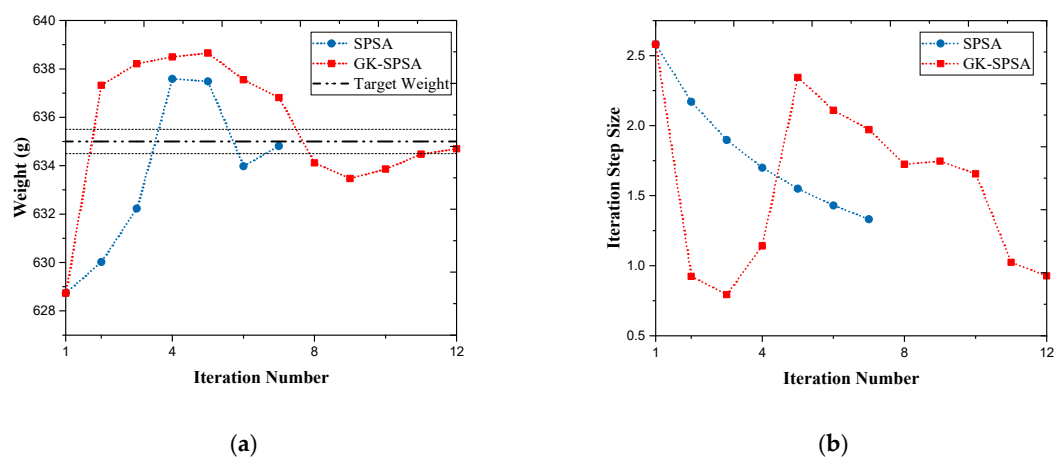 640
638
636
634
632
630
628
Weight (g)
SPSA
GK-SPSA
Target Weight
1
4
8
12
Iteration Number
(a)
2.5
2.0
1.5
1.0
0.5
Iteration Step Size
SPSA
GK-SPSA
1
4
8
12
Iteration Number
(b)